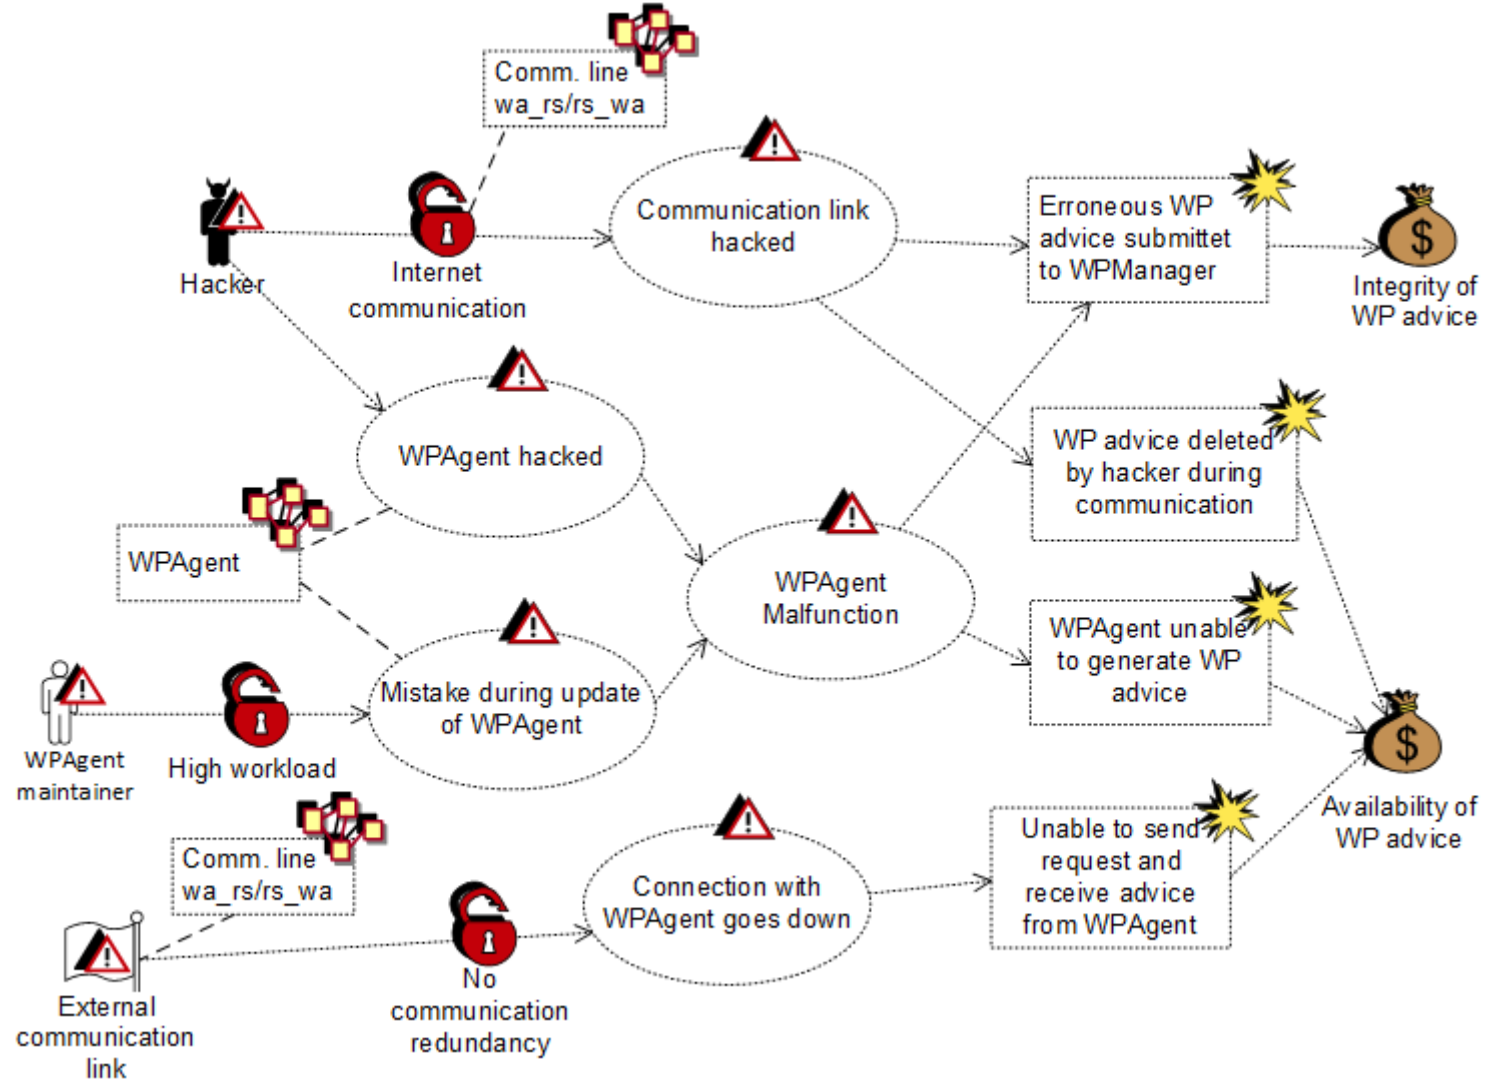 Comm. line
wa_rs/rs_wa
Hacker
Internet
communication
Communication link
hacked
Erroneous WP
advice submittet
to WPManager
$
Integrity of
WP advice
WPAgent hacked
WP advice deleted
by hacker during
communication
WPAgent
WPAgent
Malfunction
WPAgent unable
to generate WP
advice
WPAgent
maintainer
High workload
Mistake during update
of WPAgent
$
Availability of
WP advice
Comm. line
wa_rs/rs_wa
Connection with
WPAgent goes down
Unable to send
request and
receive advice
from WPAgent
External
communication
link
No
communication
redundancy